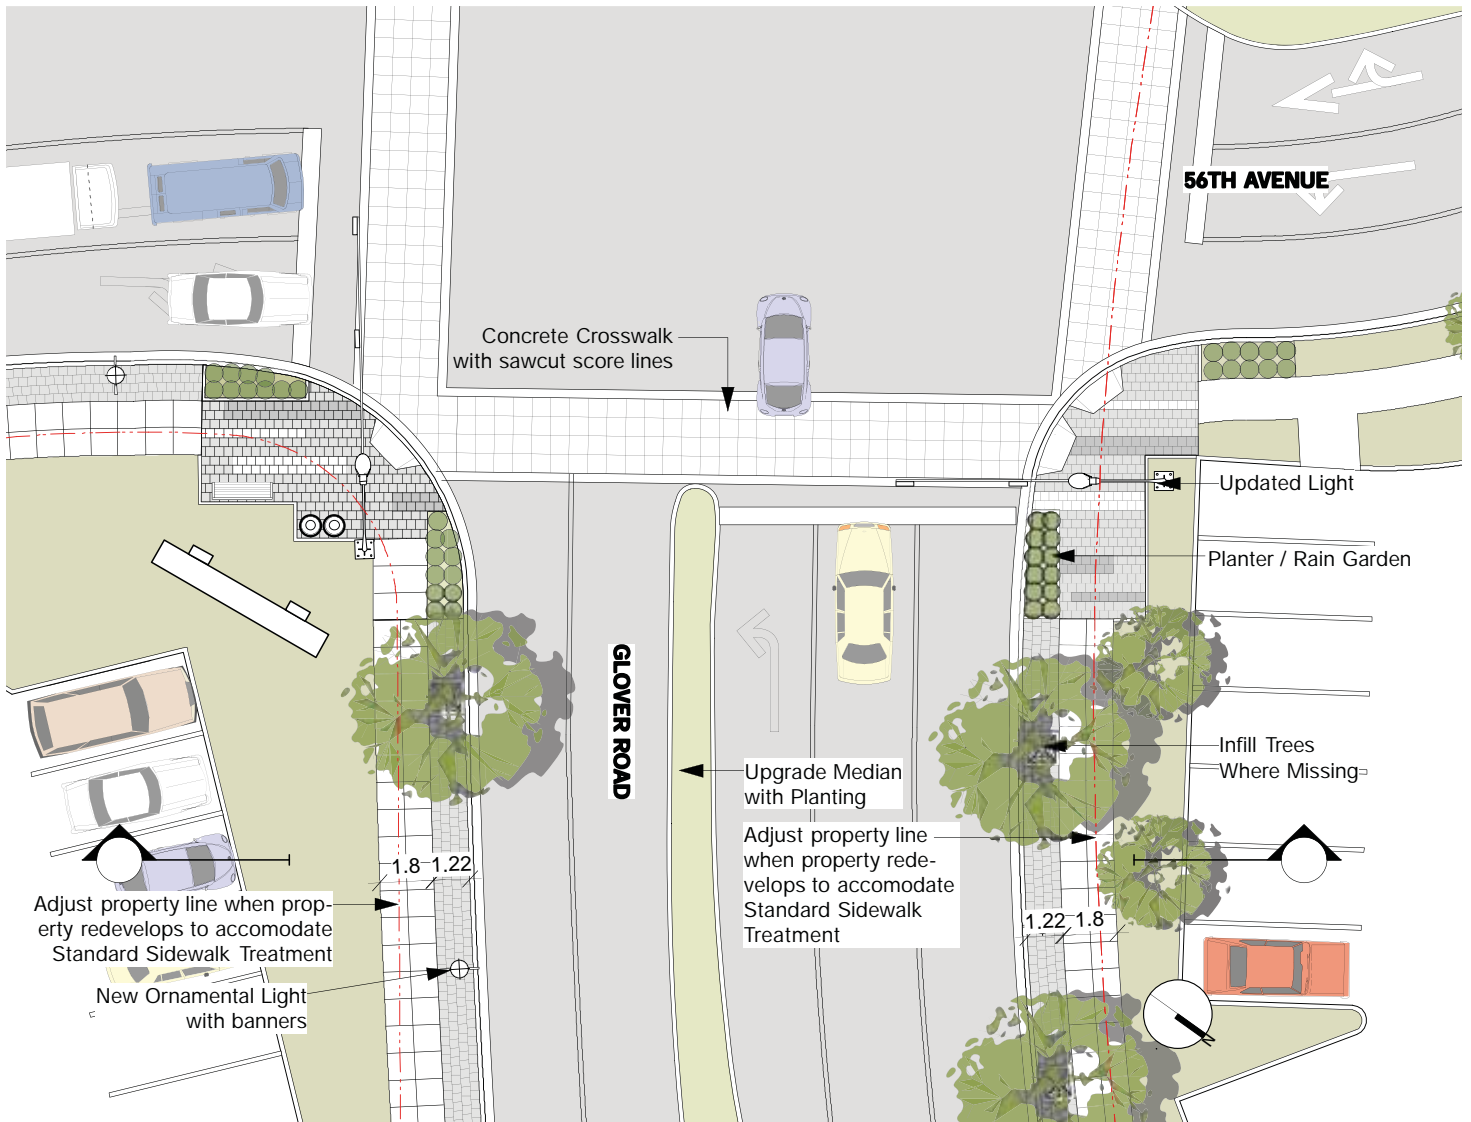 56TH AVENUE
Concrete Crosswalk
with sawcut score lines
Updated Light
Planter / Rain Garden
GLOVER ROAD
Infill Trees
Where Missing
Upgrade Median
with Planting
Adjust property line
when property rede-
velops to accomodate
Standard Sidewalk
Treatment
1.8 1.22
Adjust property line when prop-
erty redevelops to accomodate
Standard Sidewalk Treatment
1.22 1.8
New Ornamental Light
with banners
N